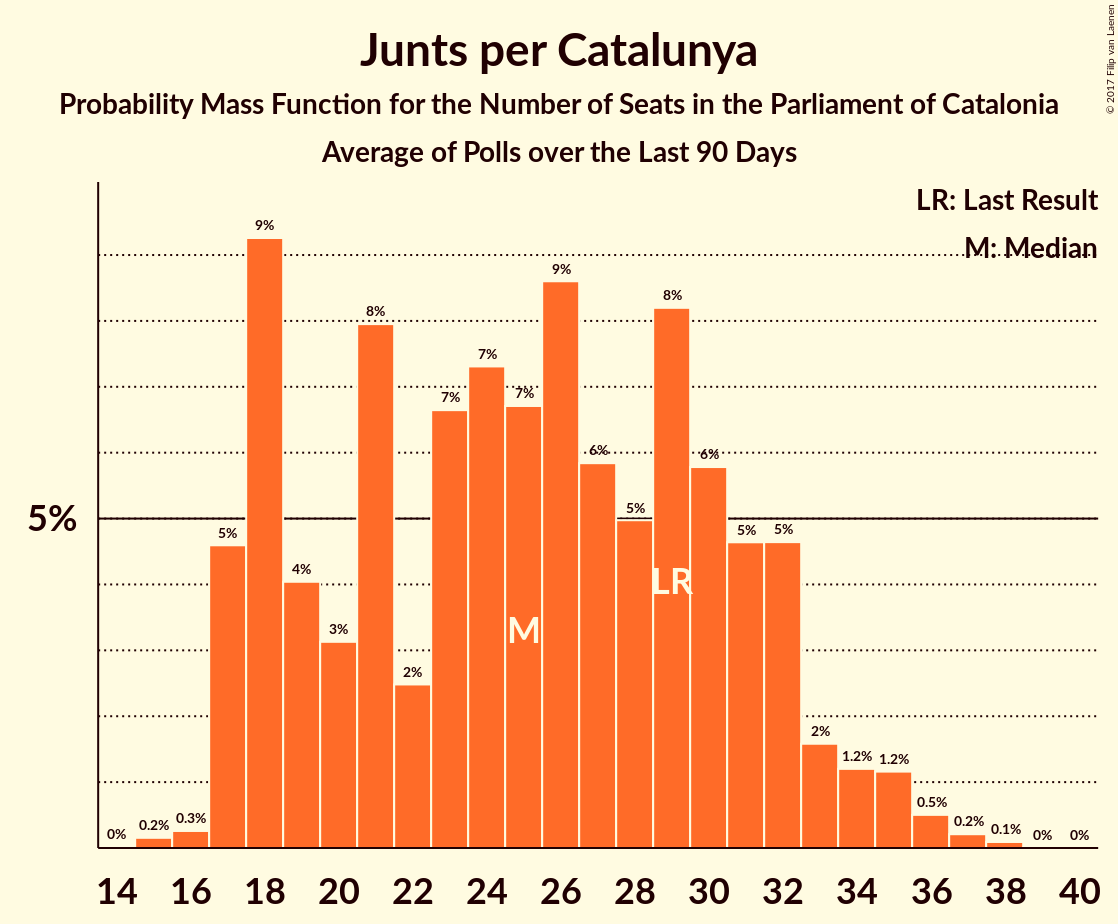 Junts per Catalunya
Probability Mass Function for the Number of Seats in the Parliament of Catalonia
Average of Polls over the Last 90 Days
© 2017 Filip van Laenen
LR: Last Result
M: Median
5%
0% 0.2% 0.3% 5% 9% 4% 3% 8% 2% 7% 7% 7% 9% 6% 5% 8% 6% 5% 5% 2% 1.2% 1.2% 0.5% 0.2% 0.1% 0% 0%
LR
M
14 16 18 20 22 24 26 28 30 32 34 36 38 40